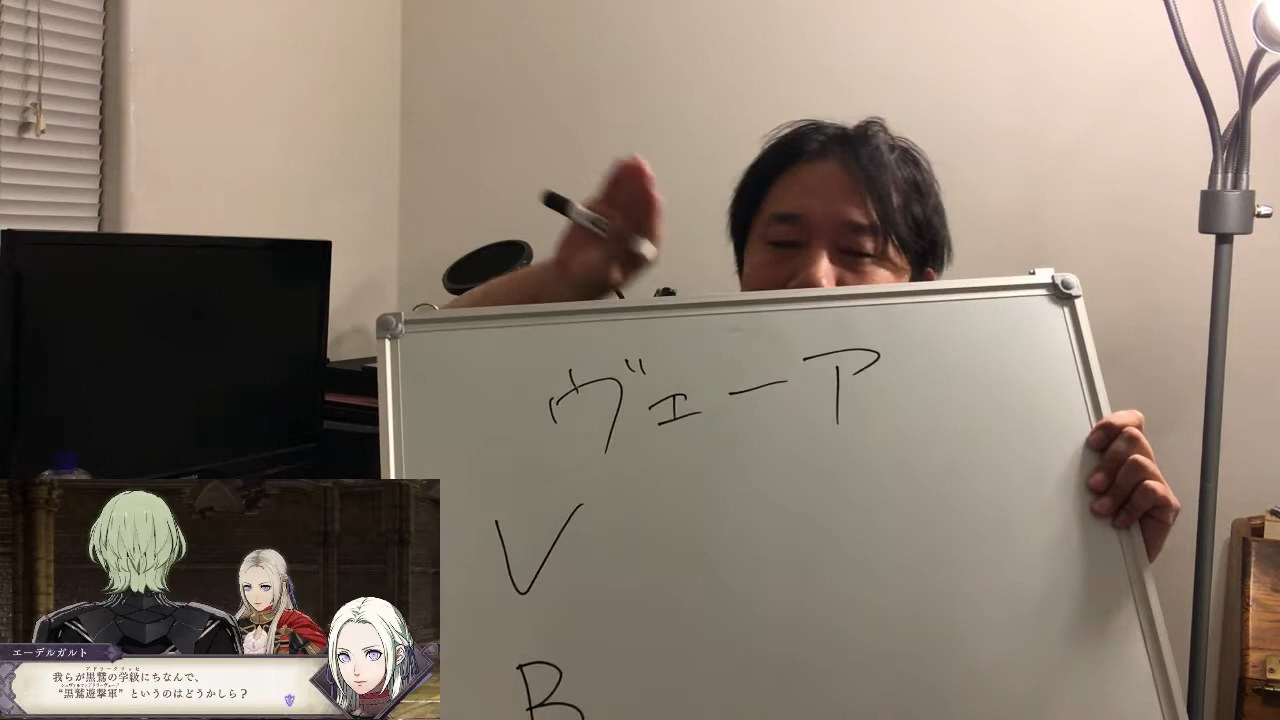 ヴェーア
V
B
エーデルガルト
我らが黒鷲の学級にちなんで、
“黒鷲遊撃軍” というのはどうかしら？